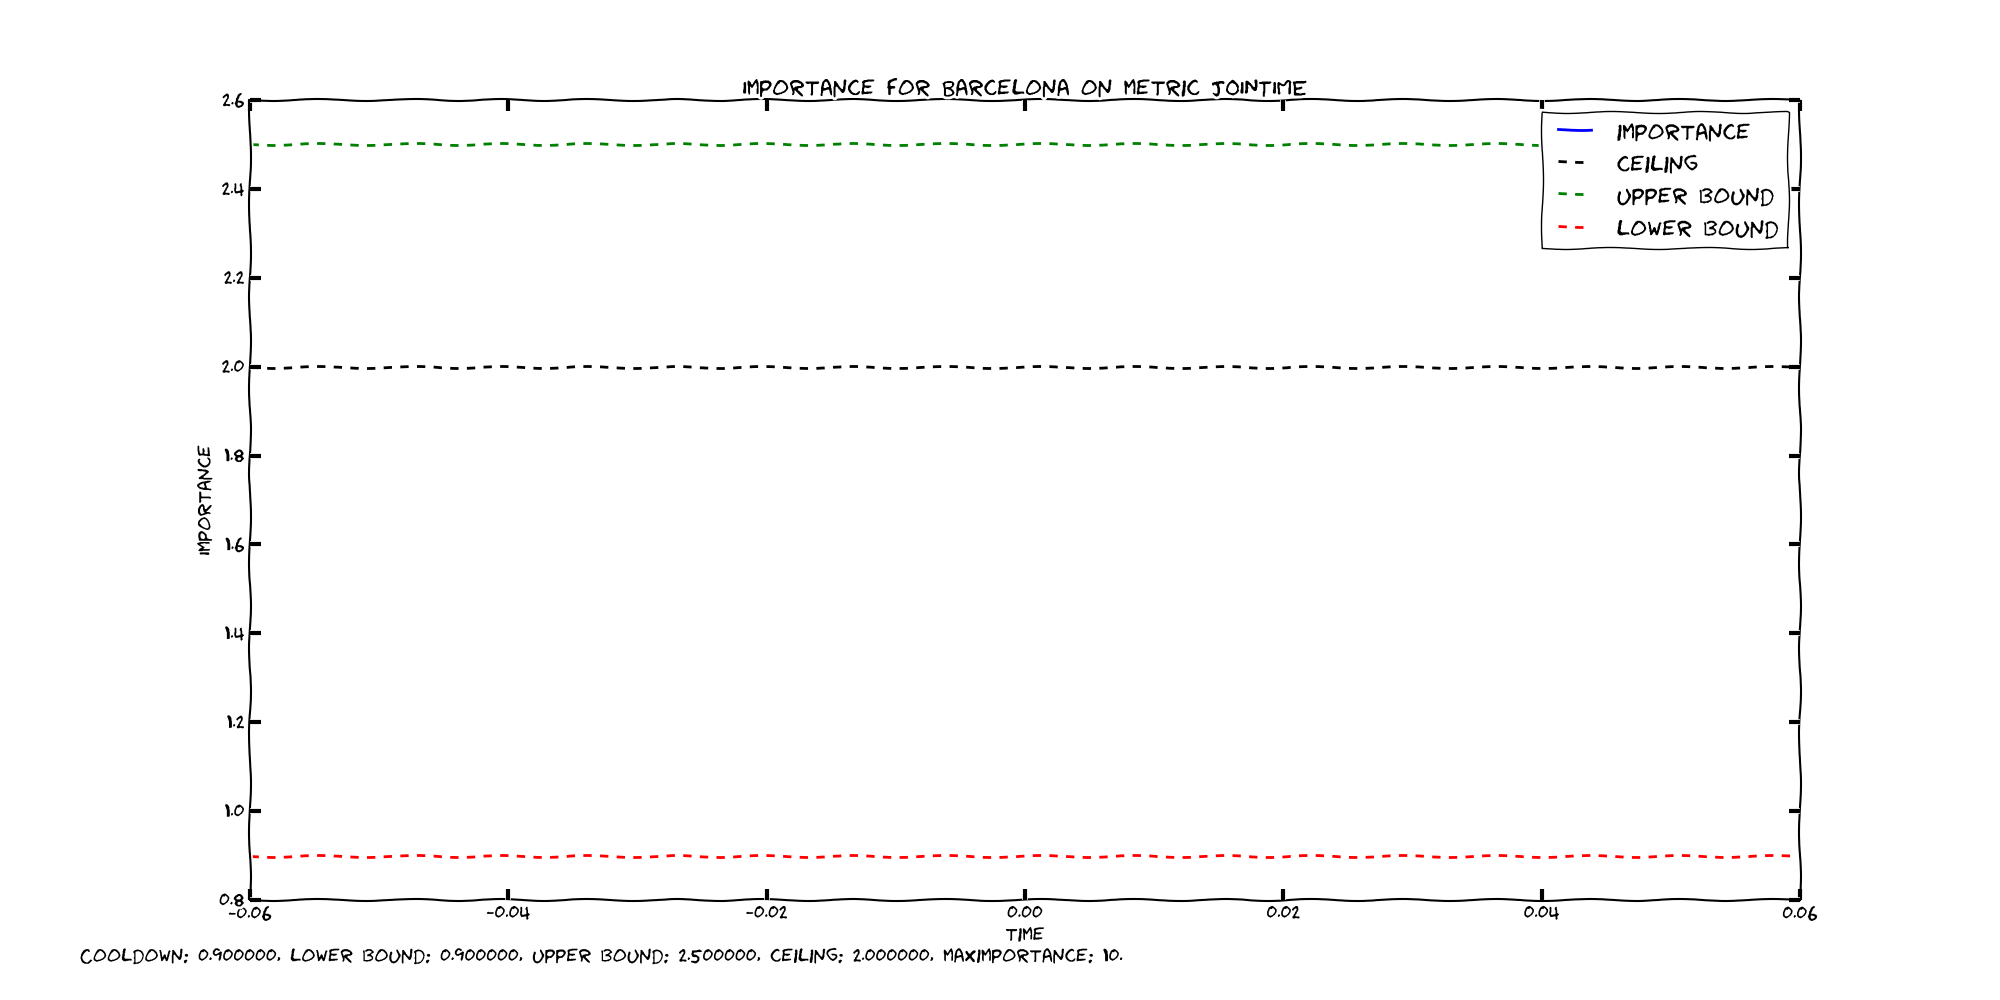 IMPORTANCE FOR BARCELONA ON METRIC JOINTIME
2.6
2.4
2.2
2.0
1.8
1.6
1.4
1.2
1.0
0.8
IMPORTANCE
IMPORTANCE
CEILING
UPPER BOUND
LOWER BOUND
-0.06 -0.04 -0.02 0.00 0.02 0.04 0.06
TIME
COOLDOWN: 0.900000, LOWER BOUND: 0.900000, UPPER BOUND: 2.500000, CEILING: 2.000000, MAXIMPORTANCE: 10.